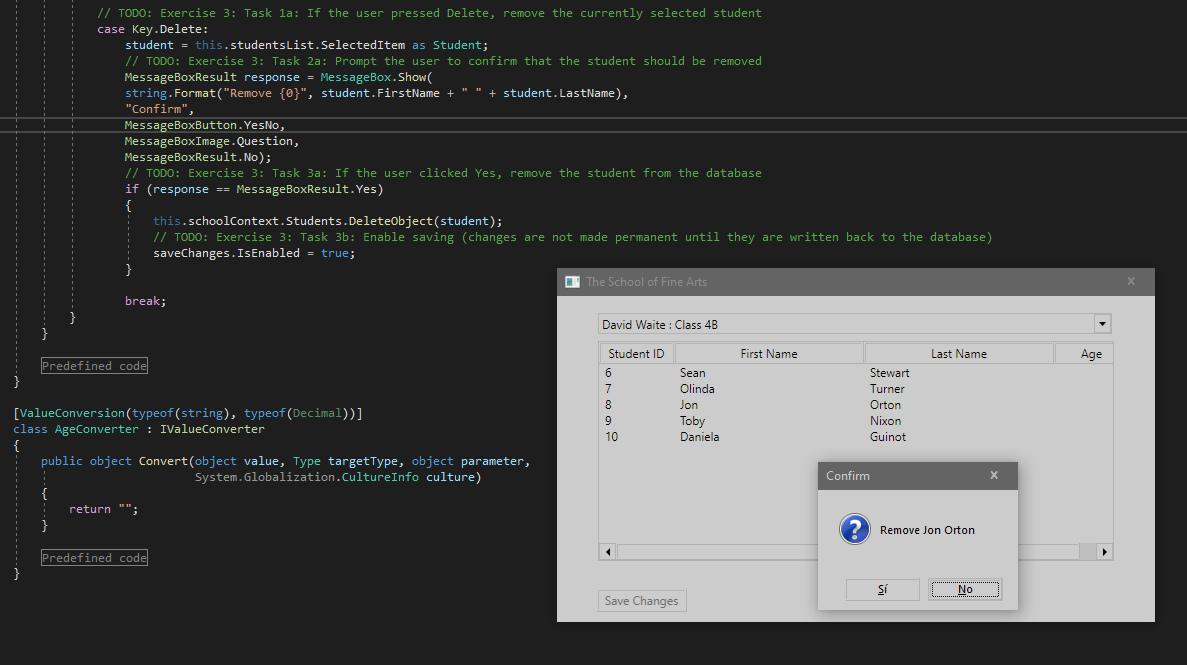 // TODO: Exercise 3: Task 1a: If the user pressed Delete, remove the currently selected student
case Key.Delete:
student = this.studentsList.SelectedItem as Student;
// TODO: Exercise 3: Task 2a: Prompt the user to confirm that the student should be removed
MessageBoxResult response = MessageBox.Show(
string.Format("Remove {0}", student.FirstName + " " + student.LastName),
"Confirm",
MessageBoxButton.YesNo,
MessageBoxImage.Question,
MessageBoxResult.No);
// TODO: Exercise 3: Task 3a: If the user clicked Yes, remove the student from the database
if (response == MessageBoxResult.Yes)
{
this.schoolContext.Students.DeleteObject(student);
// TODO: Exercise 3: Task 3b: Enable saving (changes are not made permanent until they are written back to the database)
saveChanges.IsEnabled = true;
}
break;
}
}
Predefined code
}
[ValueConversion(typeof(string), typeof(Decimal))]
class AgeConverter : IValueConverter
{
public object Convert(object value, Type targetType, object parameter,
System.Globalization.CultureInfo culture)
{
return "";
}
Predefined code
}
The School of Fine Arts
David Waite : Class 4B
Student ID First Name Last Name Age
6 Sean Stewart
7 Olinda Turner
8 Jon Orton
9 Toby Nixon
10 Daniela Guinot
Save Changes
Confirm
Remove Jon Orton
Sí No